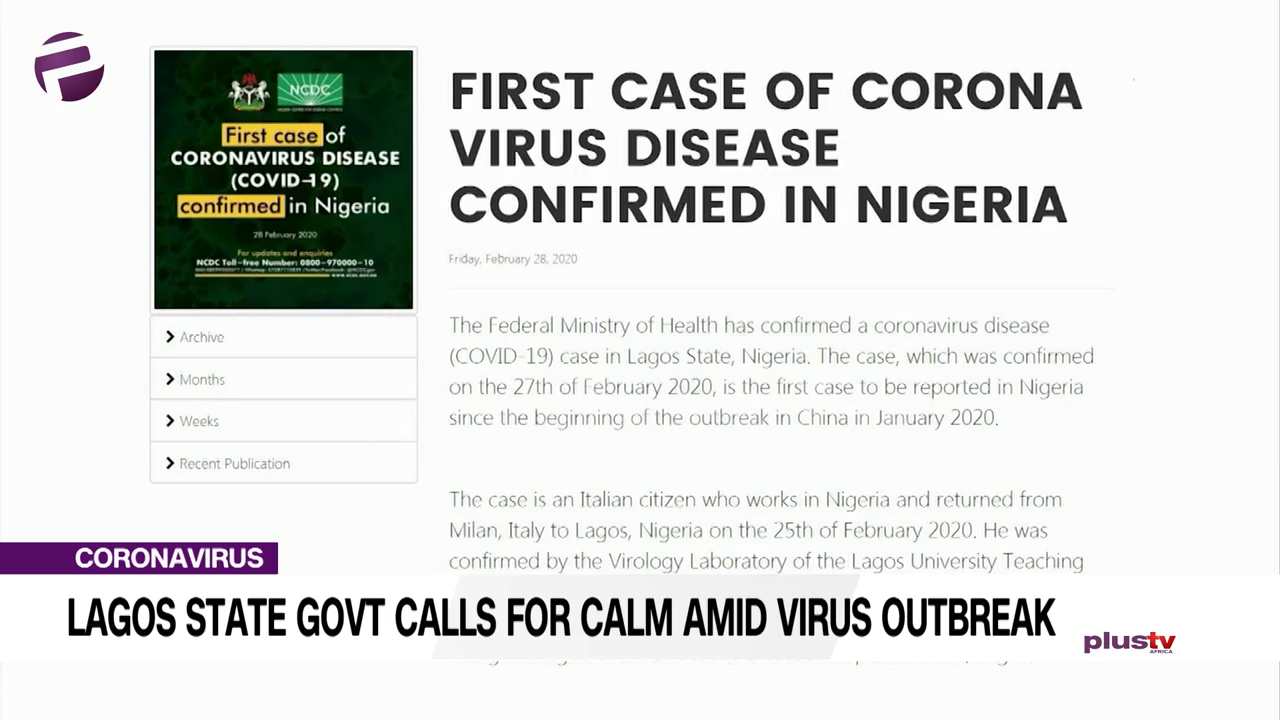 NCDC
First case of
CORONAVIRUS DISEASE
(COVID-19)
confirmed in Nigeria
28 February 2020
For updates and enquiries
NCDC Toll-free Number: 0800-970000-10
Archive
Months
Weeks
Recent Publication
FIRST CASE OF CORONA
VIRUS DISEASE
CONFIRMED IN NIGERIA
Friday, February 28, 2020
The Federal Ministry of Health has confirmed a coronavirus disease
(COVID-19) case in Lagos State, Nigeria. The case, which was confirmed
on the 27th of February 2020, is the first case to be reported in Nigeria
since the beginning of the outbreak in China in January 2020.
The case is an Italian citizen who works in Nigeria and returned from
Milan, Italy to Lagos, Nigeria on the 25th of February 2020. He was
confirmed by the Virology Laboratory of the Lagos University Teaching
CORONAVIRUS
LAGOS STATE GOVT CALLS FOR CALM AMID VIRUS OUTBREAK
plustv
AFRICA